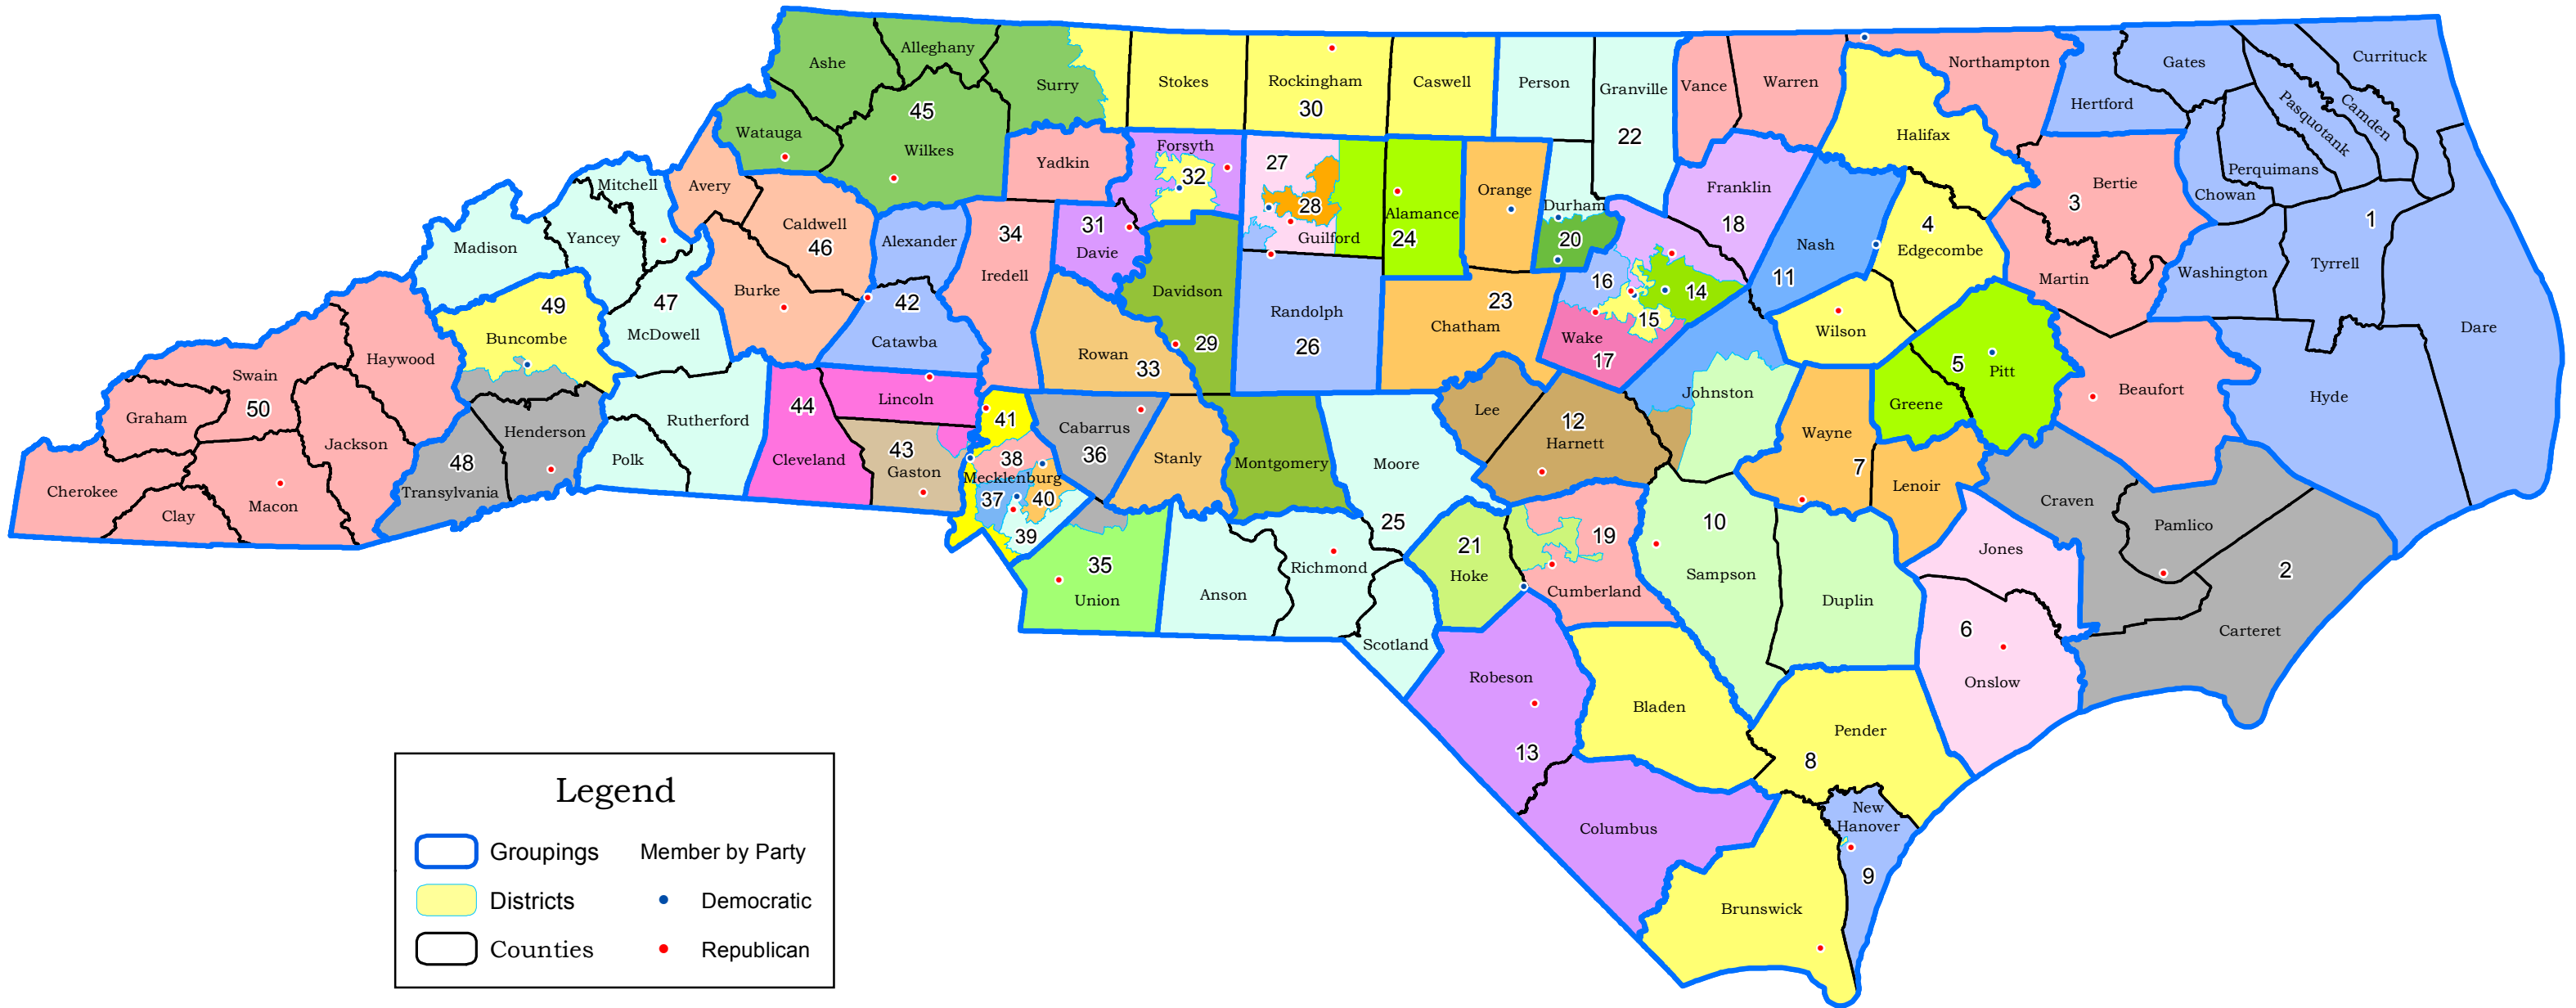 Ashe
Alleghany
Surry
Stokes
Rockingham
30
Caswell
Person
Granville
22
Vance
Warren
Northampton
Gates
Currituck
Camden
Pasquotank
Hertford
Perquimans
Chowan
Watauga
45
Wilkes
Yadkin
Forsyth
32
27
28
Guilford
Alamance
24
Orange
Durham
20
Franklin
18
Halifax
Bertie
3
1
Mitchell
Avery
Caldwell
46
Alexander
34
Iredell
31
Davie
Davidson
29
Randolph
26
Chatham
23
16
14
15
Wake
17
Nash
11
4
Edgecombe
Martin
Washington
Tyrrell
Dare
Madison
Yancey
47
McDowell
Burke
42
Catawba
Rowan
33
Wilson
5
Pitt
Greene
Beaufort
Hyde
49
Buncombe
Haywood
Swain
50
Graham
Jackson
Cherokee
Clay
Macon
48
Transylvania
Henderson
Polk
Rutherford
44
Cleveland
Lincoln
43
Gaston
41
38
Mecklenburg
37
40
39
Cabarrus
36
Stanly
Montgomery
Moore
25
Lee
12
Harnett
Johnston
Wayne
7
Lenoir
Craven
Pamlico
2
Carteret
Jones
6
Onslow
35
Union
Anson
Richmond
Scotland
21
Hoke
19
Cumberland
10
Sampson
Duplin
Robeson
13
Bladen
8
Pender
Columbus
Brunswick
New
Hanover
9
Legend
Groupings Member by Party
Districts Democratic
Counties Republican